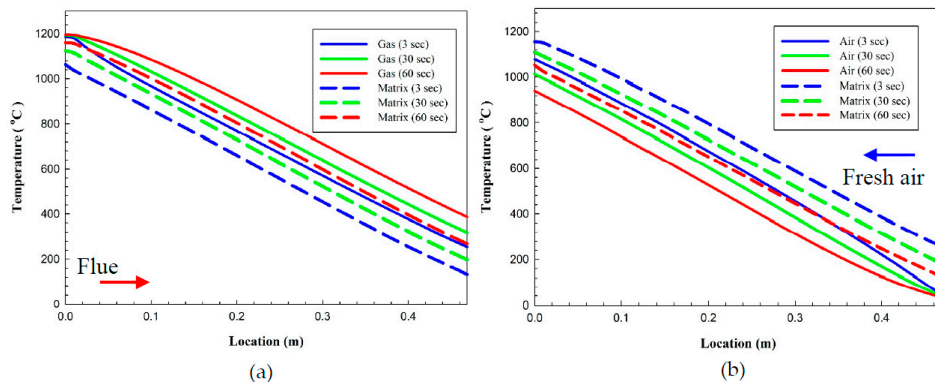 1200
1000
800
600
400
200
0
Temperature ( °C)
Gas (3 sec)
Gas (30 sec)
Gas (60 sec)
Matrix (3 sec)
Matrix (30 sec)
Matrix (60 sec)
Flue
0.0 0.1 0.2 0.3 0.4
Location (m)
(a)
1200
1000
800
600
400
200
0
Temperature ( °C)
Air (3 sec)
Air (30 sec)
Air (60 sec)
Matrix (3 sec)
Matrix (30 sec)
Matrix (60 sec)
Fresh air
0.0 0.1 0.2 0.3 0.4
Location (m)
(b)